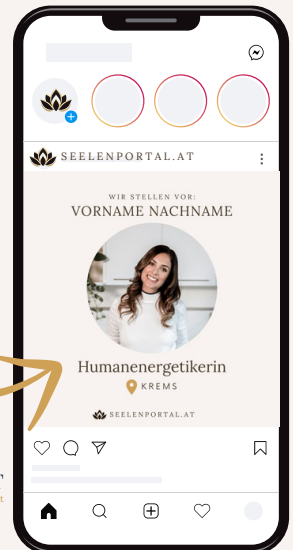 SEELENPORTAL.AT
WIR STELLEN VOR:
VORNAME NACHNAME
Humanenergetikerin
KREMS
SEELENPORTAL.AT